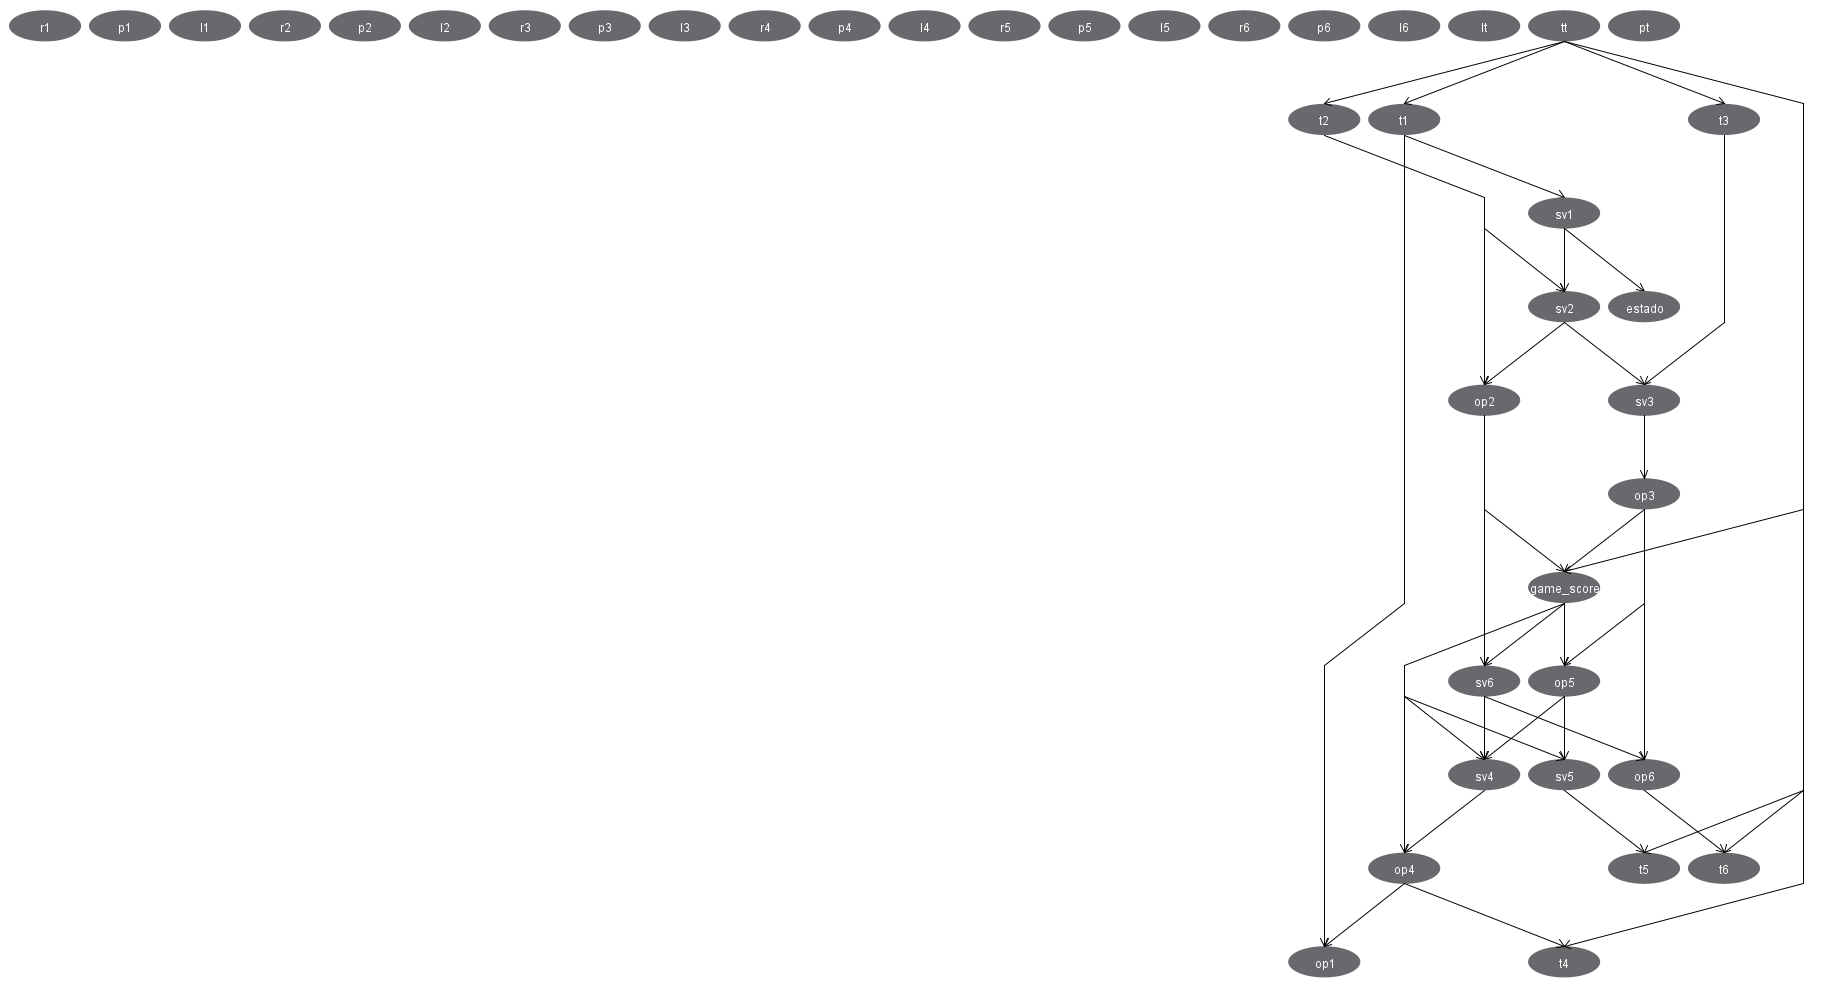 r1 p1 l1 r2 p2 l2 r3 p3 l3 r4 p4 l4 r5 p5 l5 r6 p6 l6 lt tt pt
t2 t1 t3
sv1
sv2 estado
op2 sv3
op3
game_score
sv6 op5
sv4 sv5 op6
op4 t5 t6
op1 t4